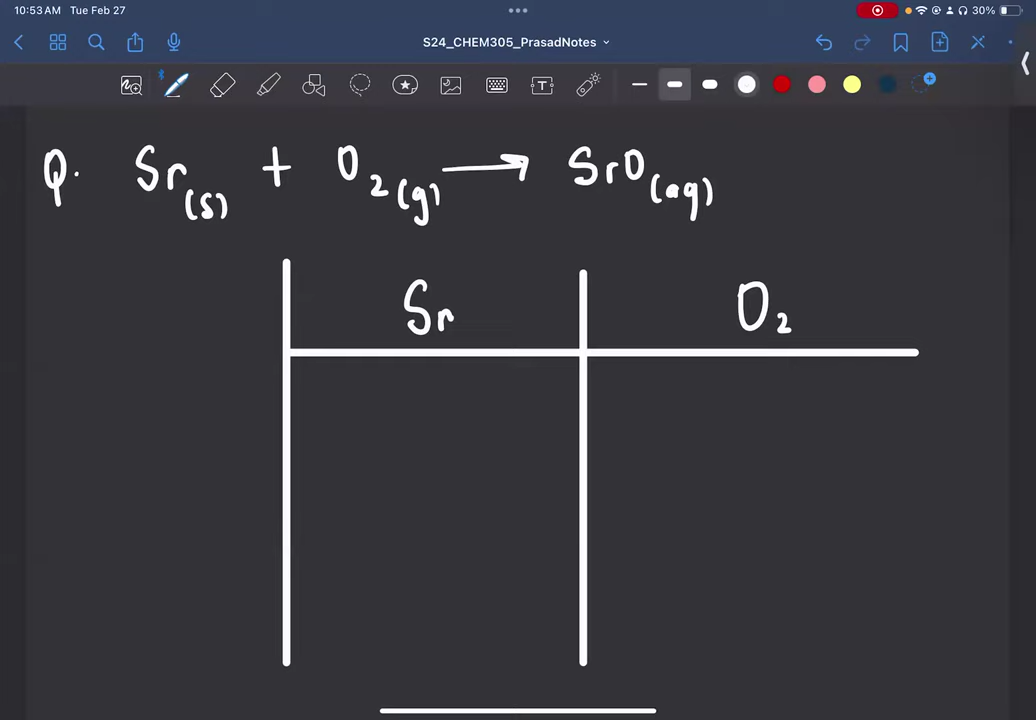 10:53 AM Tue Feb 27
30%
S24_CHEM305_PrasadNotes
Q. Sr(s) + O2(g) → SrO(aq)
Sr O2